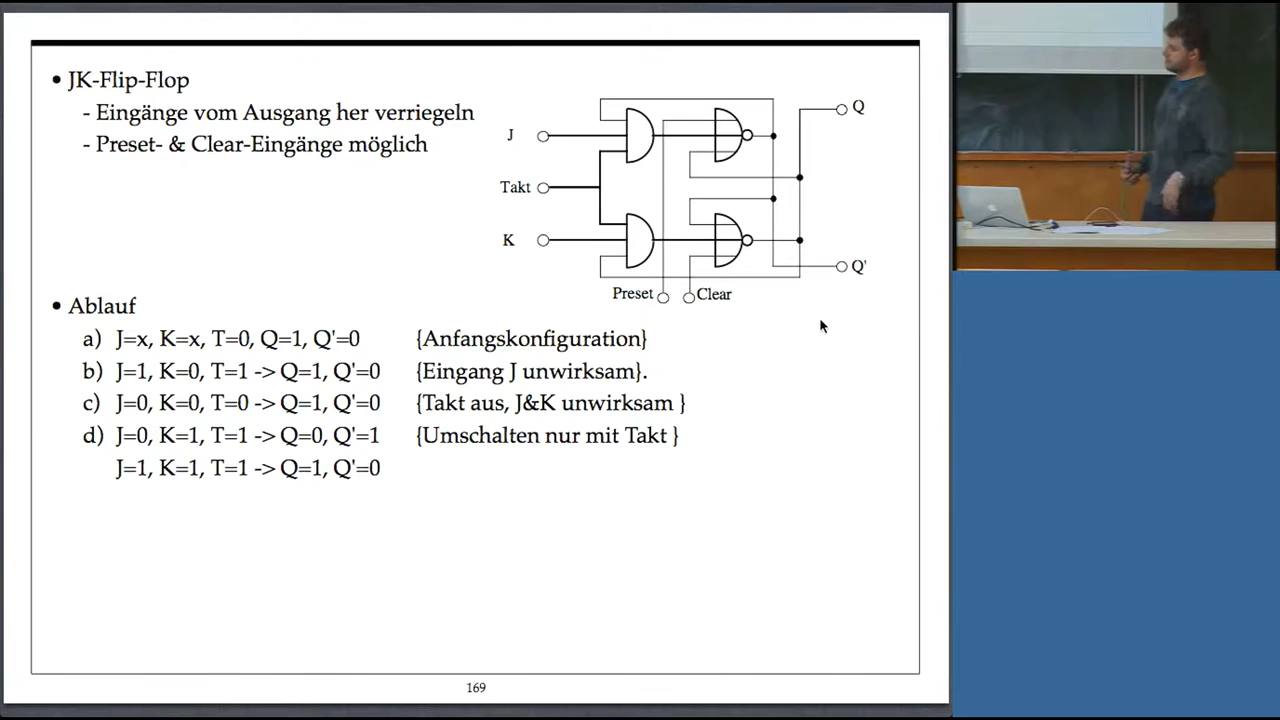 • JK-Flip-Flop
- Eingänge vom Ausgang her verriegeln
- Preset- & Clear-Eingänge möglich
J
Takt
K
Q
Q'
Preset
Clear
• Ablauf
a) J=x, K=x, T=0, Q=1, Q'=0 {Anfangskonfiguration}
b) J=1, K=0, T=1 -> Q=1, Q'=0 {Eingang J unwirksam}.
c) J=0, K=0, T=0 -> Q=1, Q'=0 {Takt aus, J&K unwirksam }
d) J=0, K=1, T=1 -> Q=0, Q'=1 {Umschalten nur mit Takt }
J=1, K=1, T=1 -> Q=1, Q'=0
169